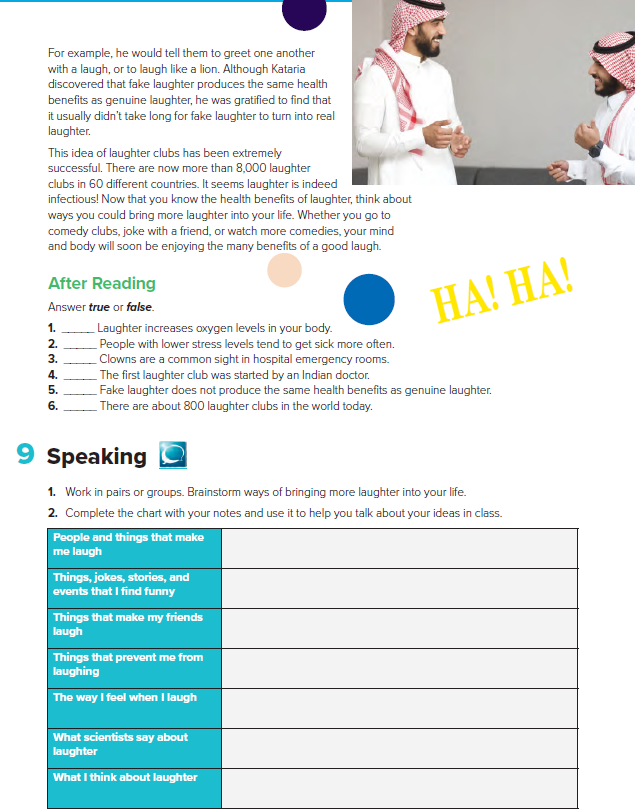 For example, he would tell them to greet one another
with a laugh, or to laugh like a lion. Although Kataria
discovered that fake laughter produces the same health
benefits as genuine laughter, he was gratified to find that
it usually didn't take long for fake laughter to turn into real
laughter.
This idea of laughter clubs has been extremely
successful. There are now more than 8,000 laughter
clubs in 60 different countries. It seems laughter is indeed
infectious! Now that you know the health benefits of laughter, think about
ways you could bring more laughter into your life. Whether you go to
comedy clubs, joke with a friend, or watch more comedies, your mind
and body will soon be enjoying the many benefits of a good laugh.
HA! HA!
After Reading
Answer true or false.
1. _____ Laughter increases oxygen levels in your body.
2. _____ People with lower stress levels tend to get sick more often.
3. _____ Clowns are a common sight in hospital emergency rooms.
4. _____ The first laughter club was started by an Indian doctor.
5. _____ Fake laughter does not produce the same health benefits as genuine laughter.
6. _____ There are about 800 laughter clubs in the world today.
9 Speaking
1. Work in pairs or groups. Brainstorm ways of bringing more laughter into your life.
2. Complete the chart with your notes and use it to help you talk about your ideas in class.
People and things that make
me laugh
Things, jokes, stories, and
events that I find funny
Things that make my friends
laugh
Things that prevent me from
laughing
The way I feel when I laugh
What scientists say about
laughter
What I think about laughter